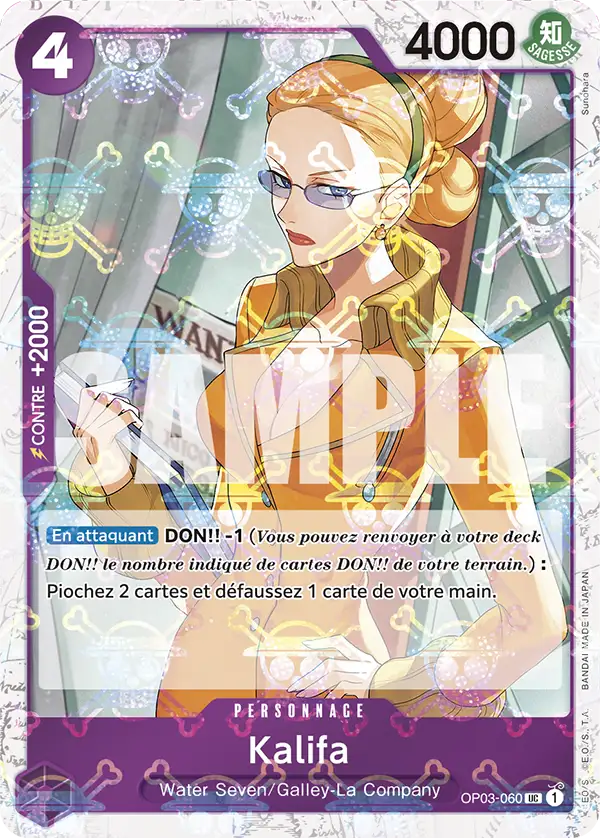 4
4000
知
SAGESSE
Sunohara
CONTRE +2000
WAN
SAMPLE
En attaquant DON!! -1 (Vous pouvez renvoyer à votre deck
DON!! le nombre indiqué de cartes DON!! de votre terrain.) :
Piochez 2 cartes et défaussez 1 carte de votre main.
BANDAI MADE IN JAPAN
©E.O./S., T.A.
PERSONNAGE
Kalifa
Water Seven/Galley-La Company
OP03-060 UC 1